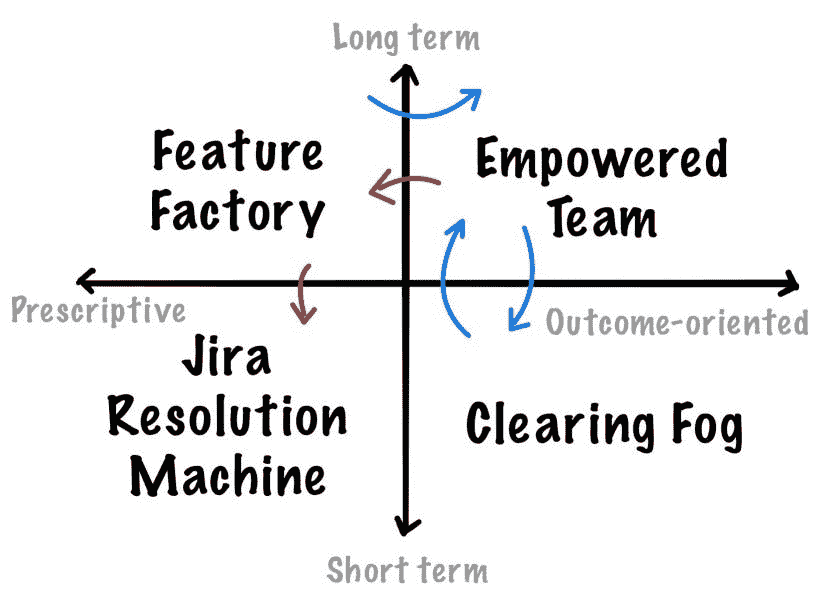 Long term
Feature
Factory
Empowered
Team
Prescriptive
Outcome-oriented
Jira
Resolution
Machine
Clearing Fog
Short term